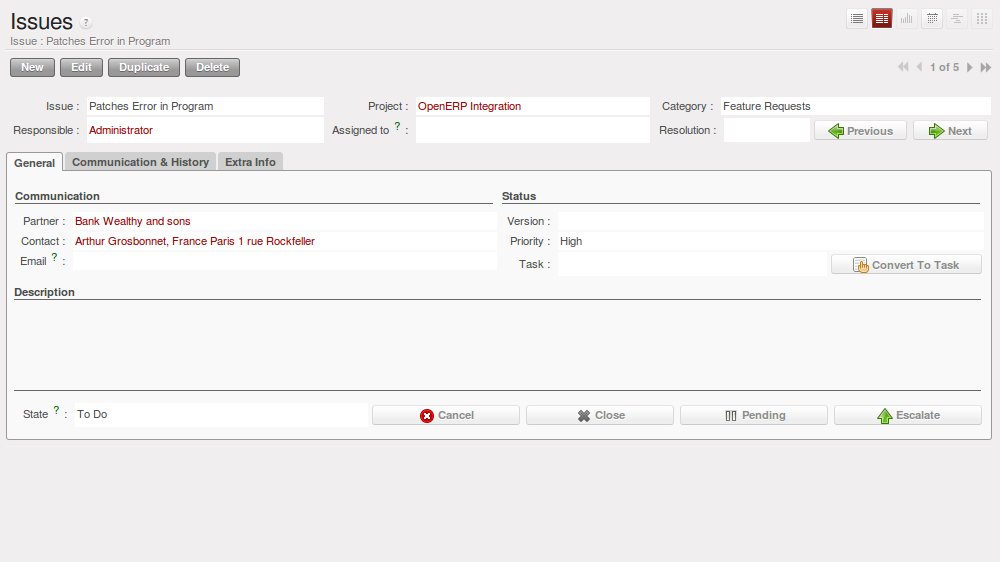 Issues ?
Issue : Patches Error in Program
New Edit Duplicate Delete 1 of 5
Issue : Patches Error in Program Project : OpenERP Integration Category : Feature Requests
Responsible : Administrator Assigned to ? : Resolution : Previous Next
General Communication & History Extra Info
Communication Status
Partner : Bank Wealthy and sons Version :
Contact : Arthur Grosbonnet, France Paris 1 rue Rockfeller Priority : High
Email ? : Task : Convert To Task
Description
State ? : To Do Cancel Close Pending Escalate